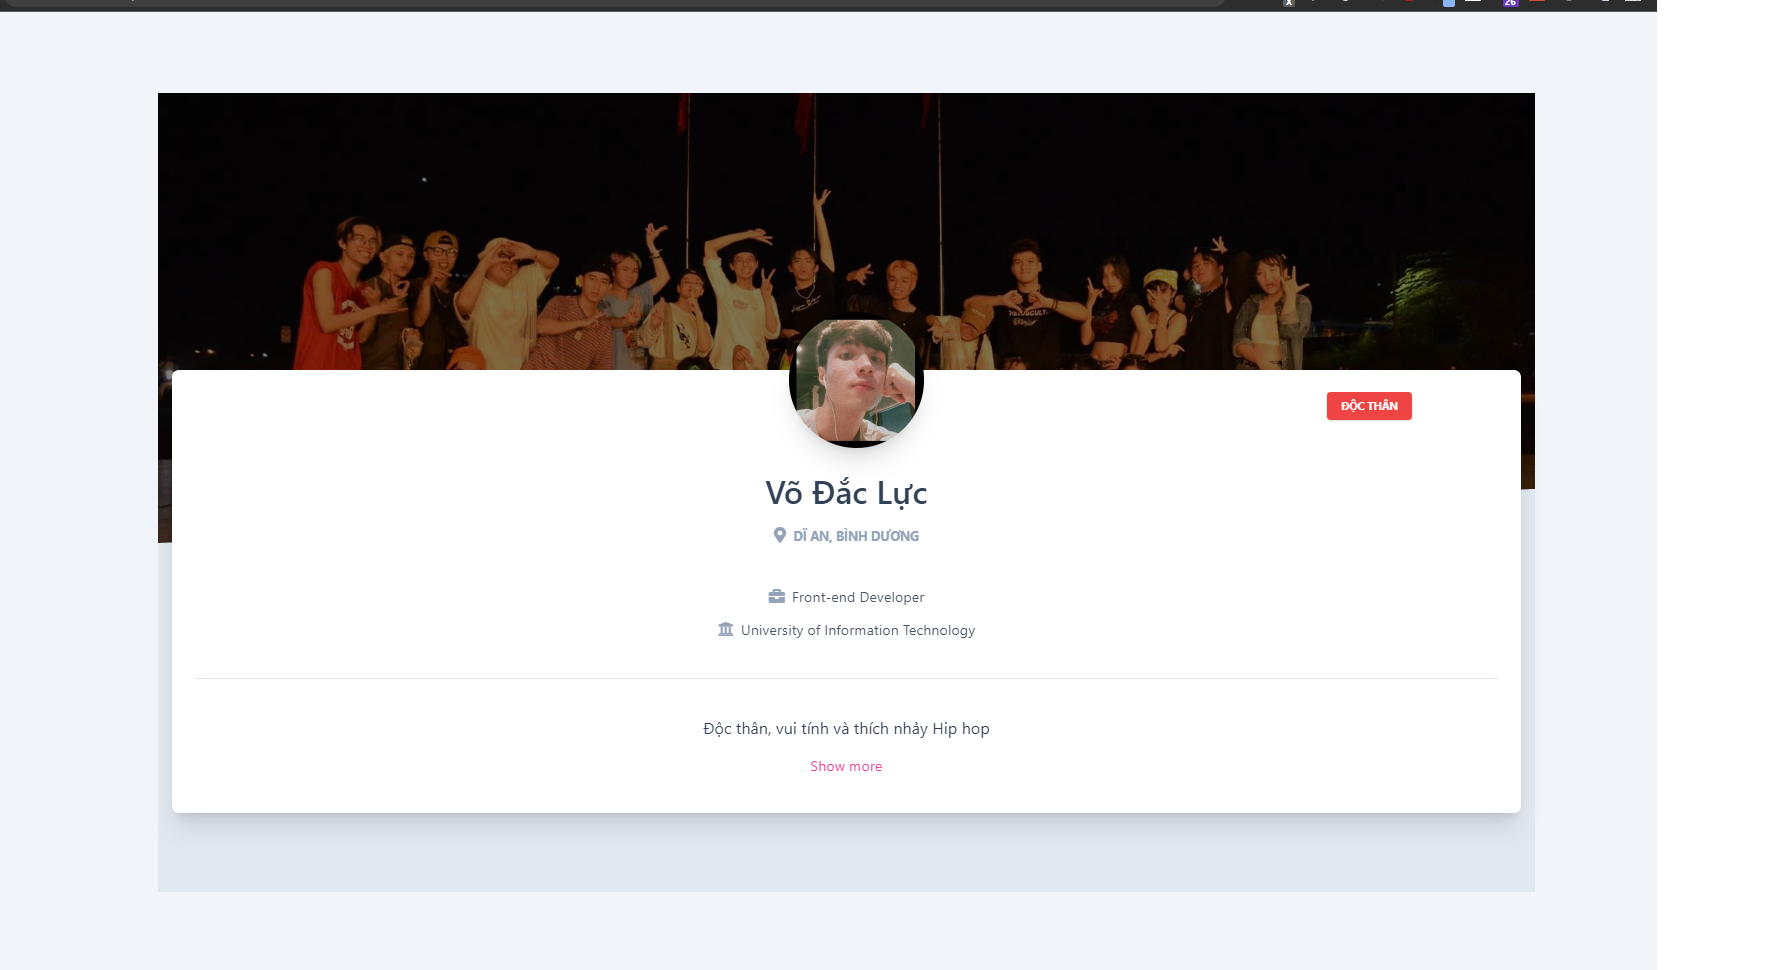 26
ĐỘC THÂN
Võ Đắc Lực
DĨ AN, BÌNH DƯƠNG
Front-end Developer
University of Information Technology
Độc thân, vui tính và thích nhảy Hip hop
Show more